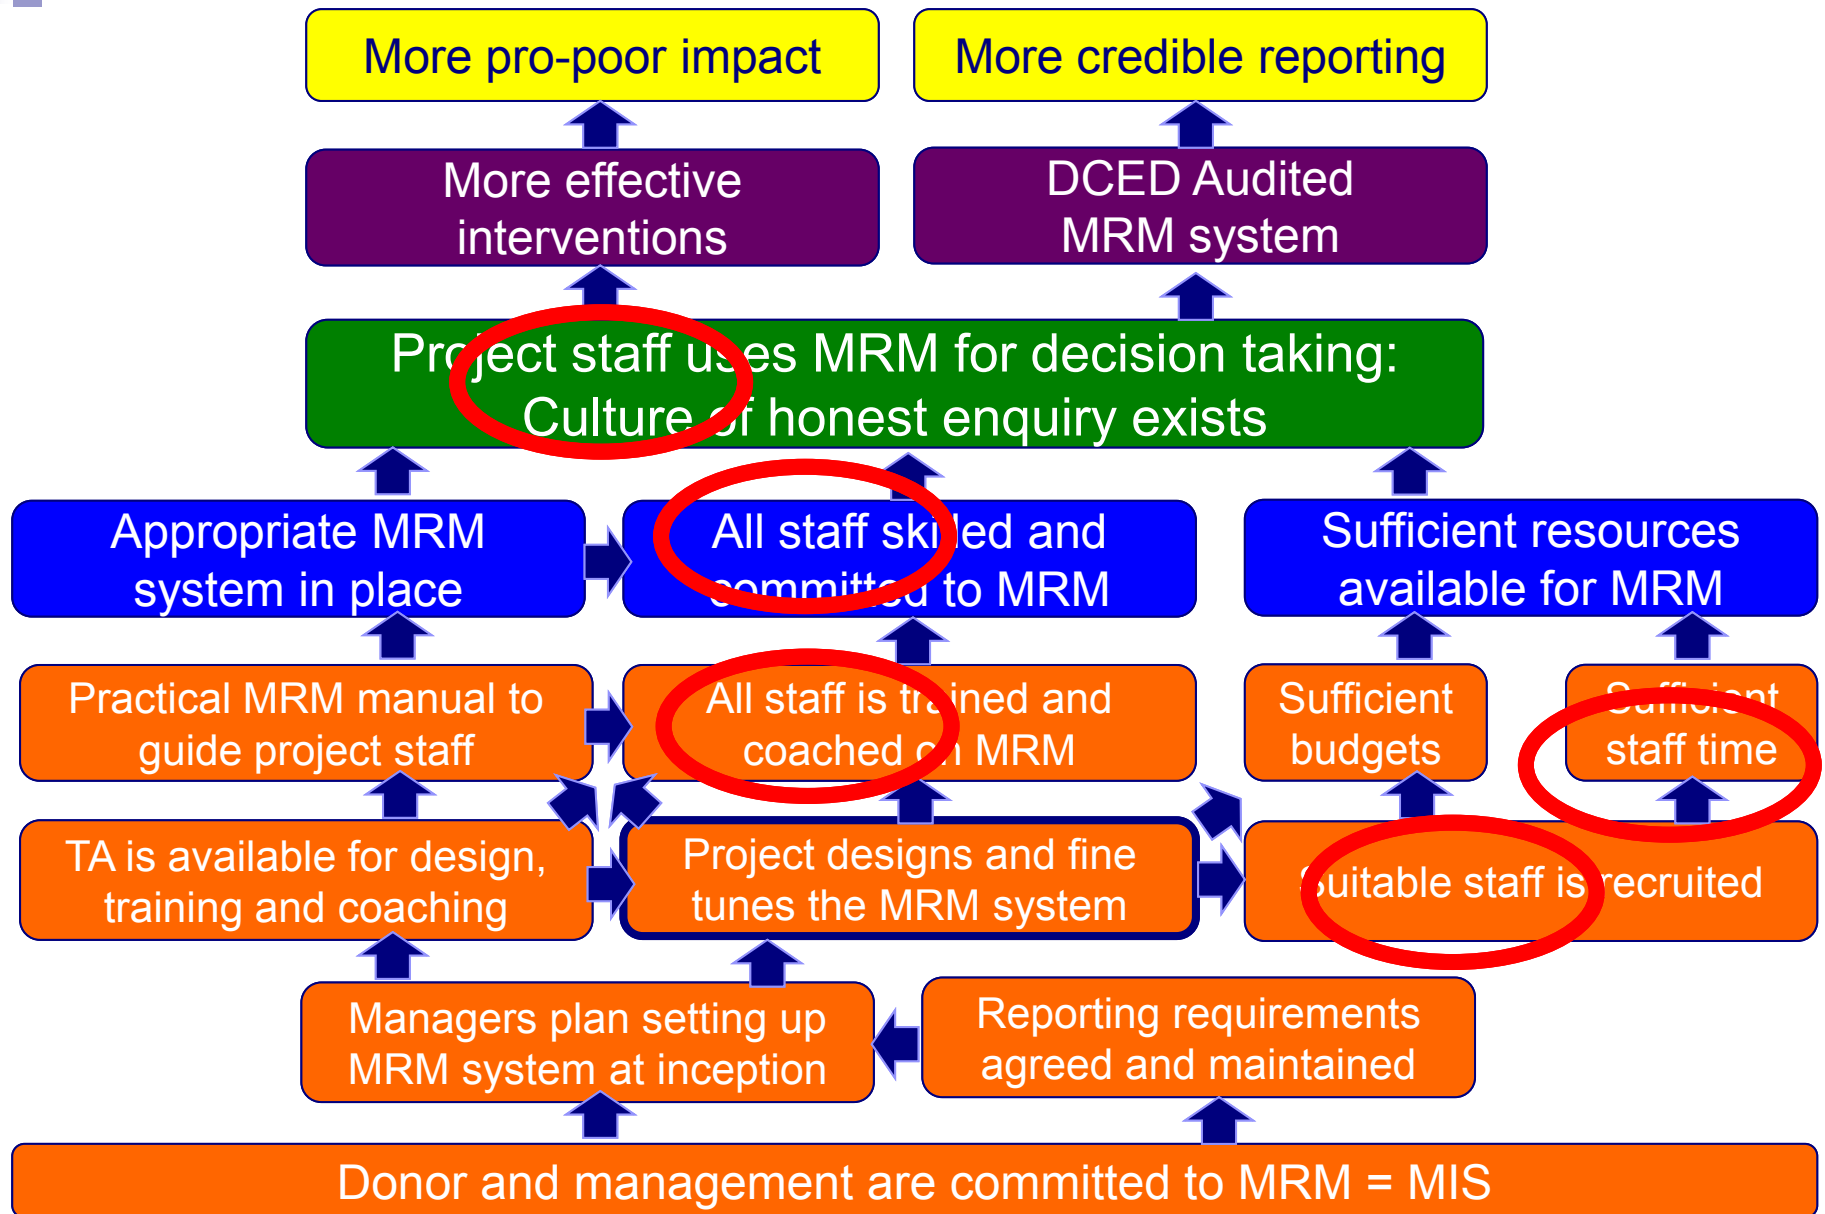 More pro-poor impact
More credible reporting
More effective
interventions
DCED Audited
MRM system
Project staff uses MRM for decision taking:
Culture of honest enquiry exists
Appropriate MRM
system in place
All staff skilled and
committed to MRM
Sufficient resources
available for MRM
Practical MRM manual to
guide project staff
All staff is trained and
coached on MRM
Sufficient
budgets
Sufficient
staff time
TA is available for design,
training and coaching
Project designs and fine
tunes the MRM system
Suitable staff is recruited
Managers plan setting up
MRM system at inception
Reporting requirements
agreed and maintained
Donor and management are committed to MRM = MIS